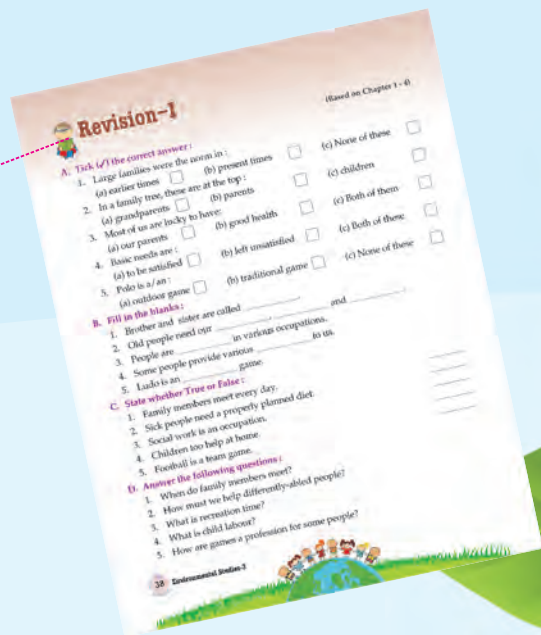 Revision-1
(Based on Chapter 1 - 4)
A. Tick (✓) the correct answer :
1. Large families were the norm in :
(a) earlier times (b) present times (c) None of these
2. In a family tree, these are at the top :
(a) grandparents (b) parents (c) children
3. Most of us are lucky to have:
(a) our parents (b) good health (c) Both of them
4. Basic needs are :
(a) to be satisfied (b) left unsatisfied (c) Both of these
5. Polo is a/an :
(a) outdoor game (b) traditional game (c) None of these
B. Fill in the blanks :
1. Brother and sister are called __________.
2. Old people need our __________, __________ and __________.
3. People are __________ in various occupations.
4. Some people provide various __________ to us.
5. Ludo is an __________ game.
C. State whether True or False :
1. Family members meet every day.
2. Sick people need a properly planned diet.
3. Social work is an occupation.
4. Children too help at home.
5. Football is a team game.
D. Answer the following questions :
1. When do family members meet?
2. How must we help differently-abled people?
3. What is recreation time?
4. What is child labour?
5. How are games a profession for some people?
38 Environmental Studies-3